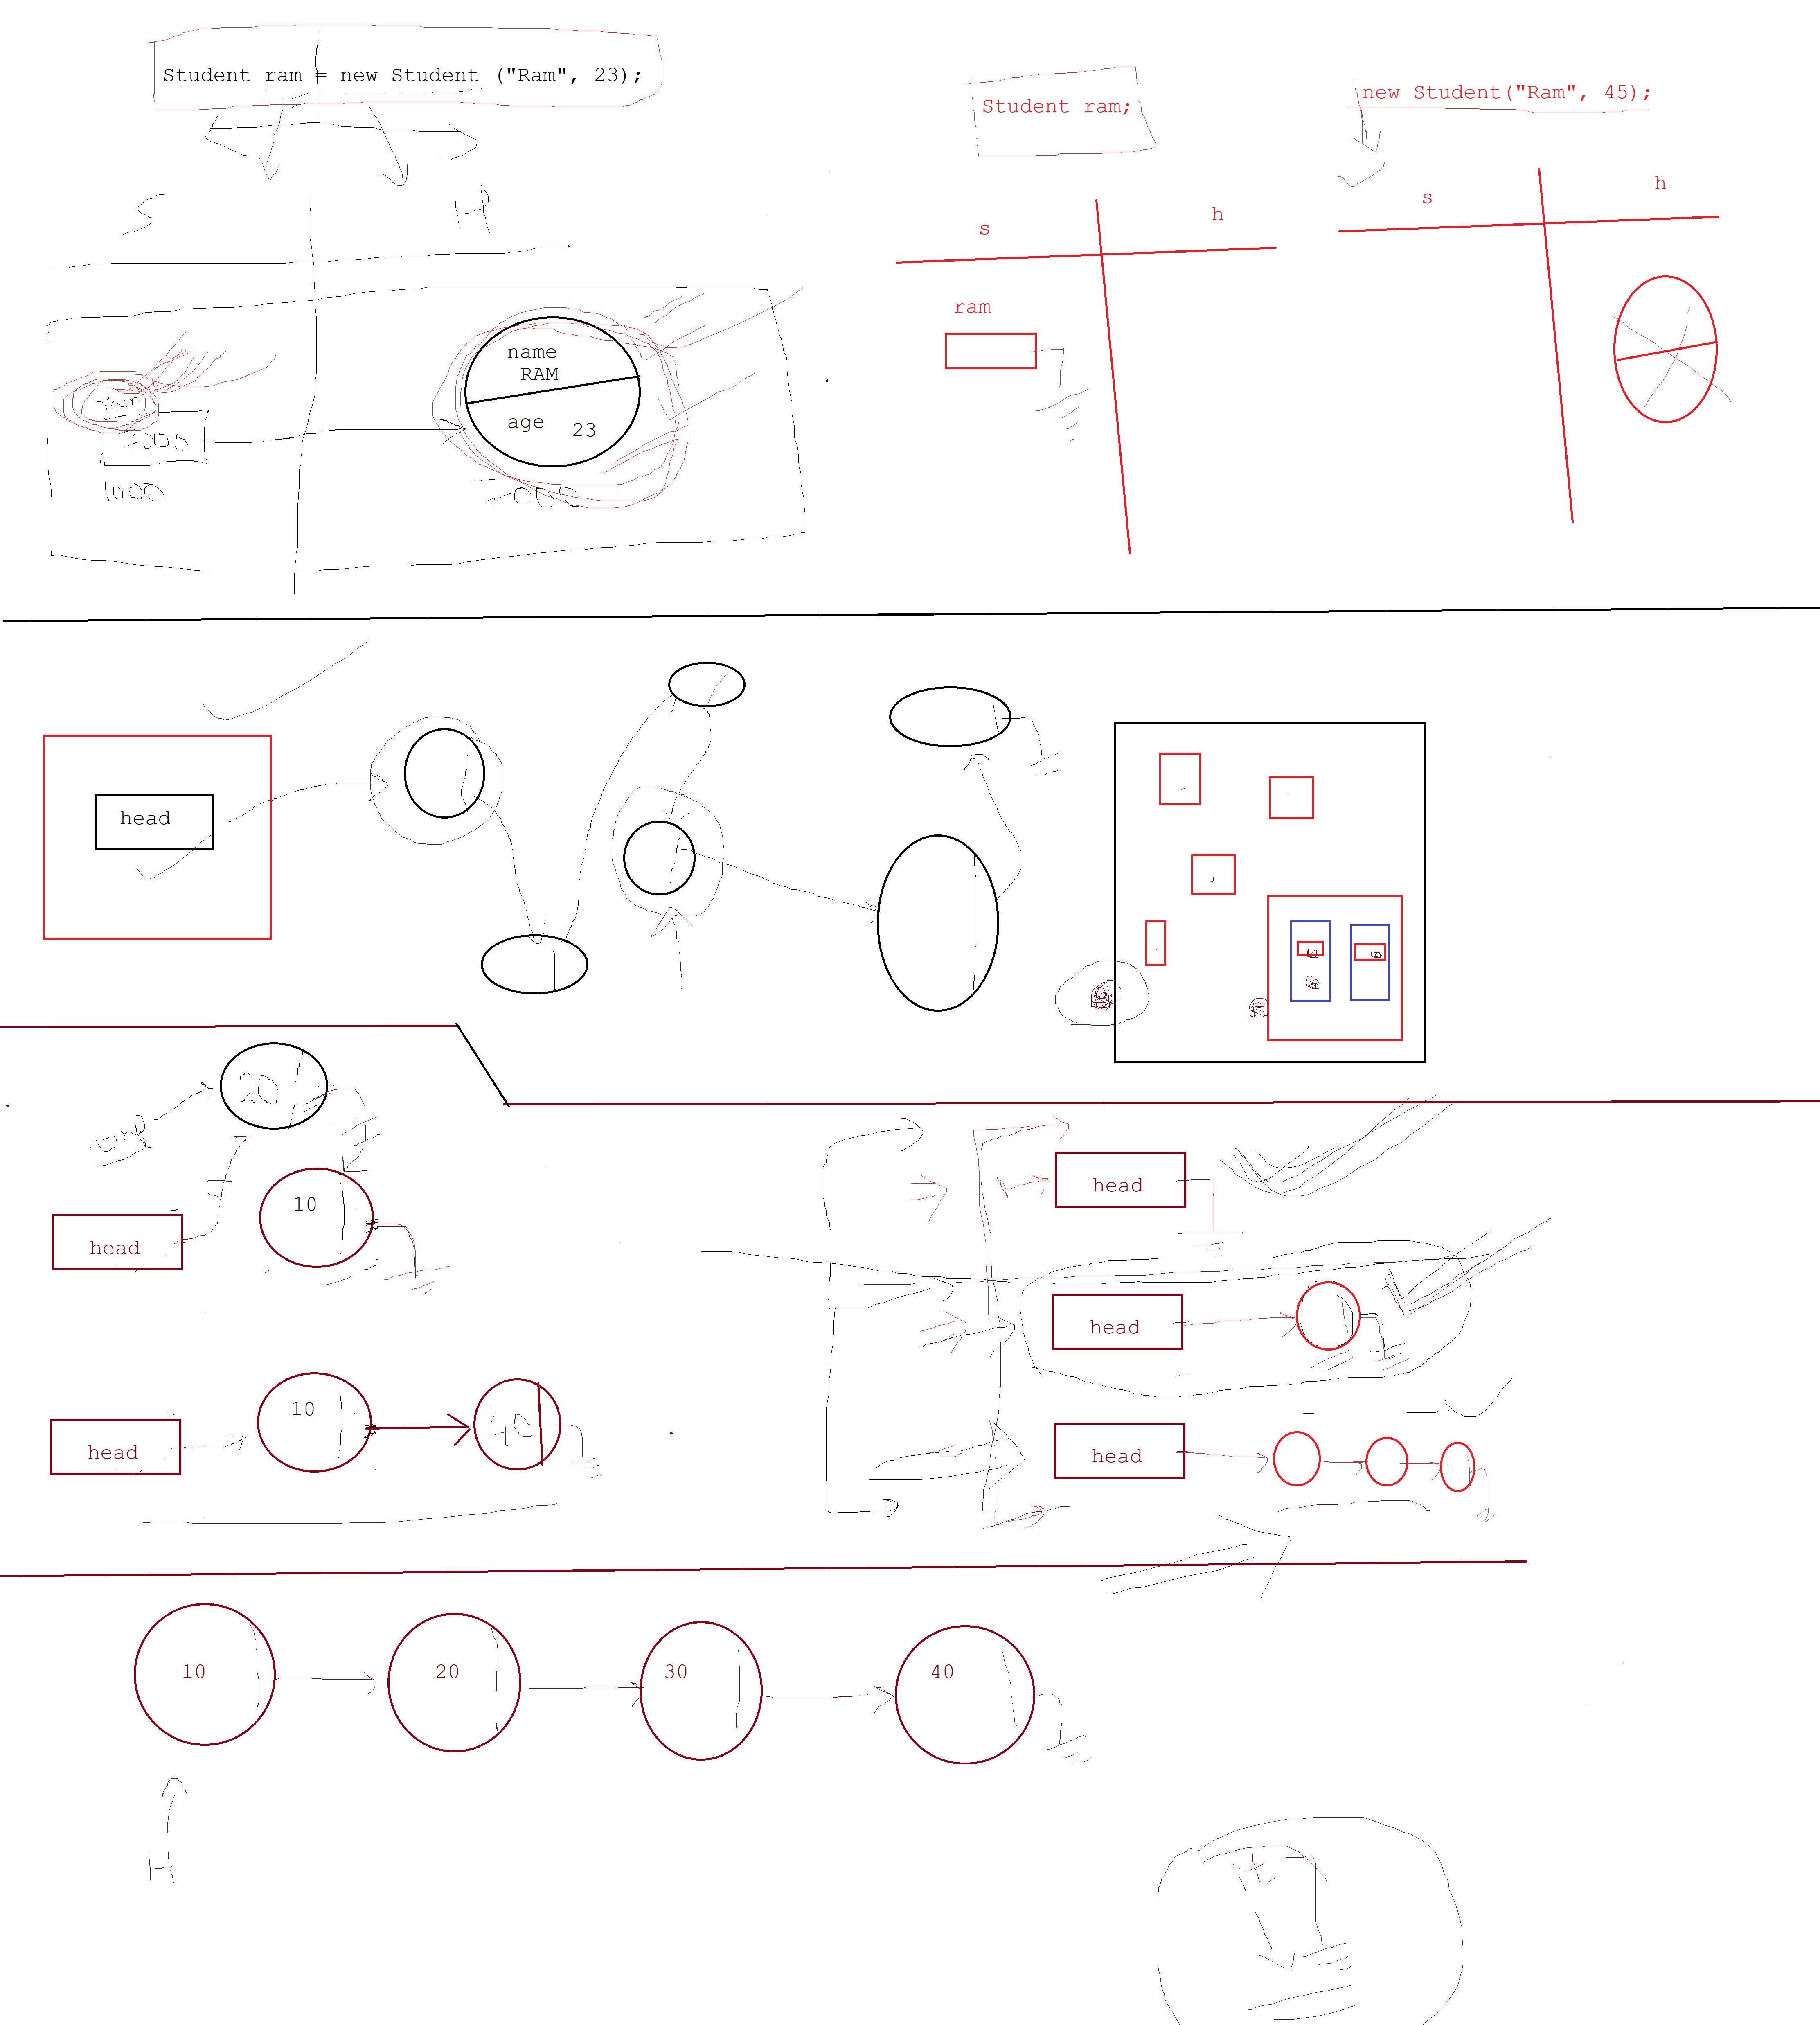 Student ram = new Student ("Ram", 23);
Student ram;
new Student("Ram", 45);
S
H
s
h
s
h
ram
ram
7000
1000
name
RAM
age
23
7000
head
20
tmp
10
head
head
head
10
40
head
head
10
20
30
40
H
it